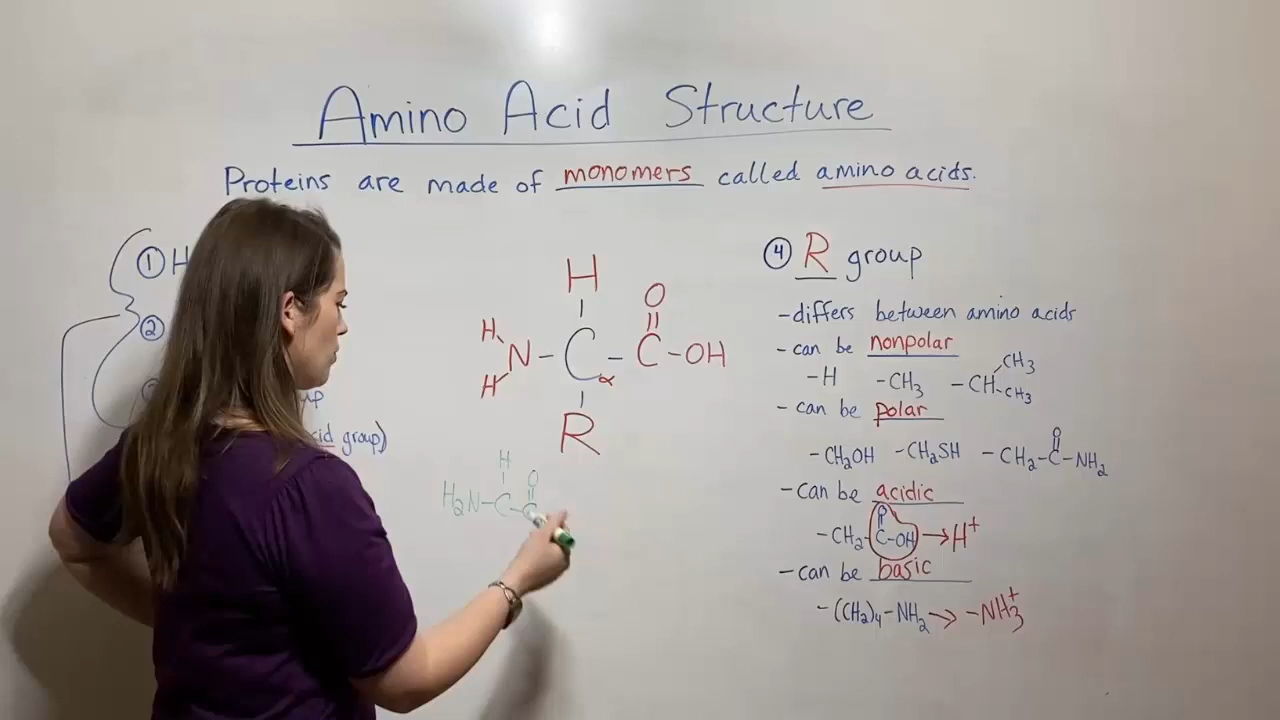 Amino Acid Structure
Proteins are made of monomers called amino acids.
① H
②
up
cid group)
H
O
H
N - C - C - OH
H
α
R
H
O
H₂N - C - C
④ R group
- differs between amino acids
- can be nonpolar
-H -CH₃ -CH CH₃ CH₃
- can be polar
-CH₂OH -CH₂SH -CH₂-C-NH₂
O
- can be acidic
-CH₂-C-OH → H⁺
O
- can be basic
-(CH₂)₄-NH₂ → -NH₃⁺